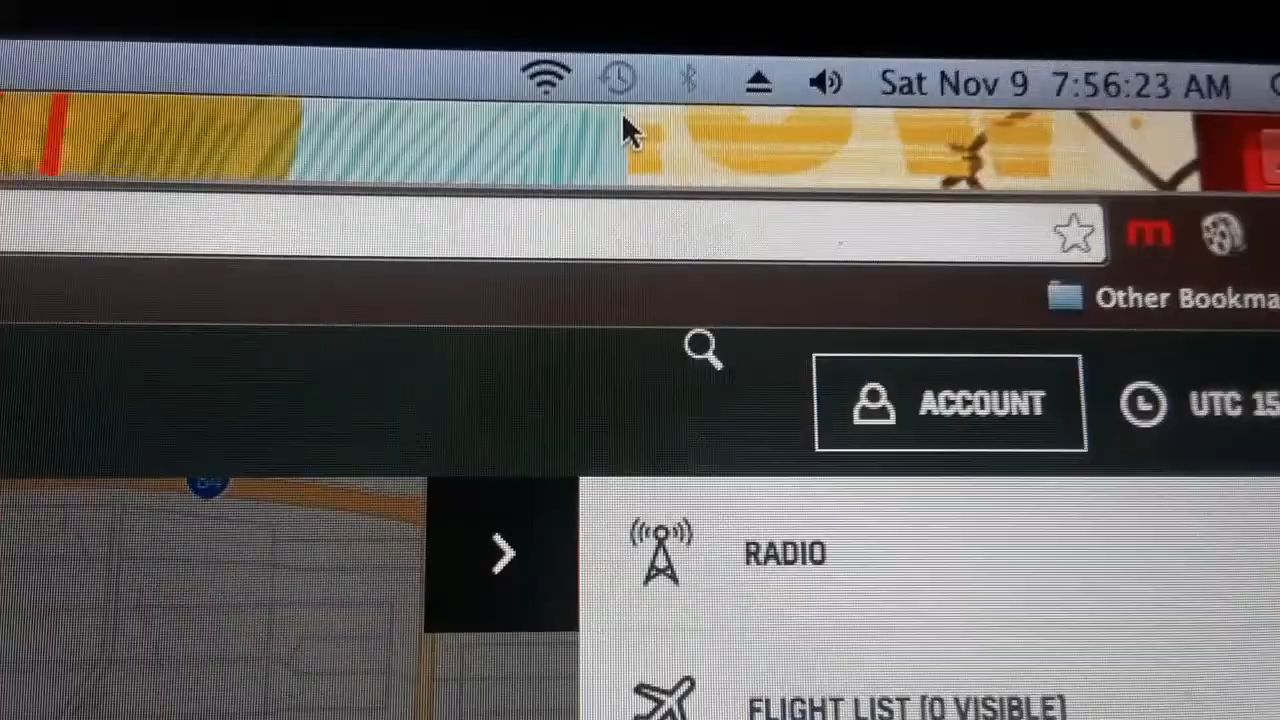 Sat Nov 9 7:56:23 AM
m
Other Bookma
ACCOUNT
UTC 15
RADIO
FLIGHT LIST [0 VISIBLE]